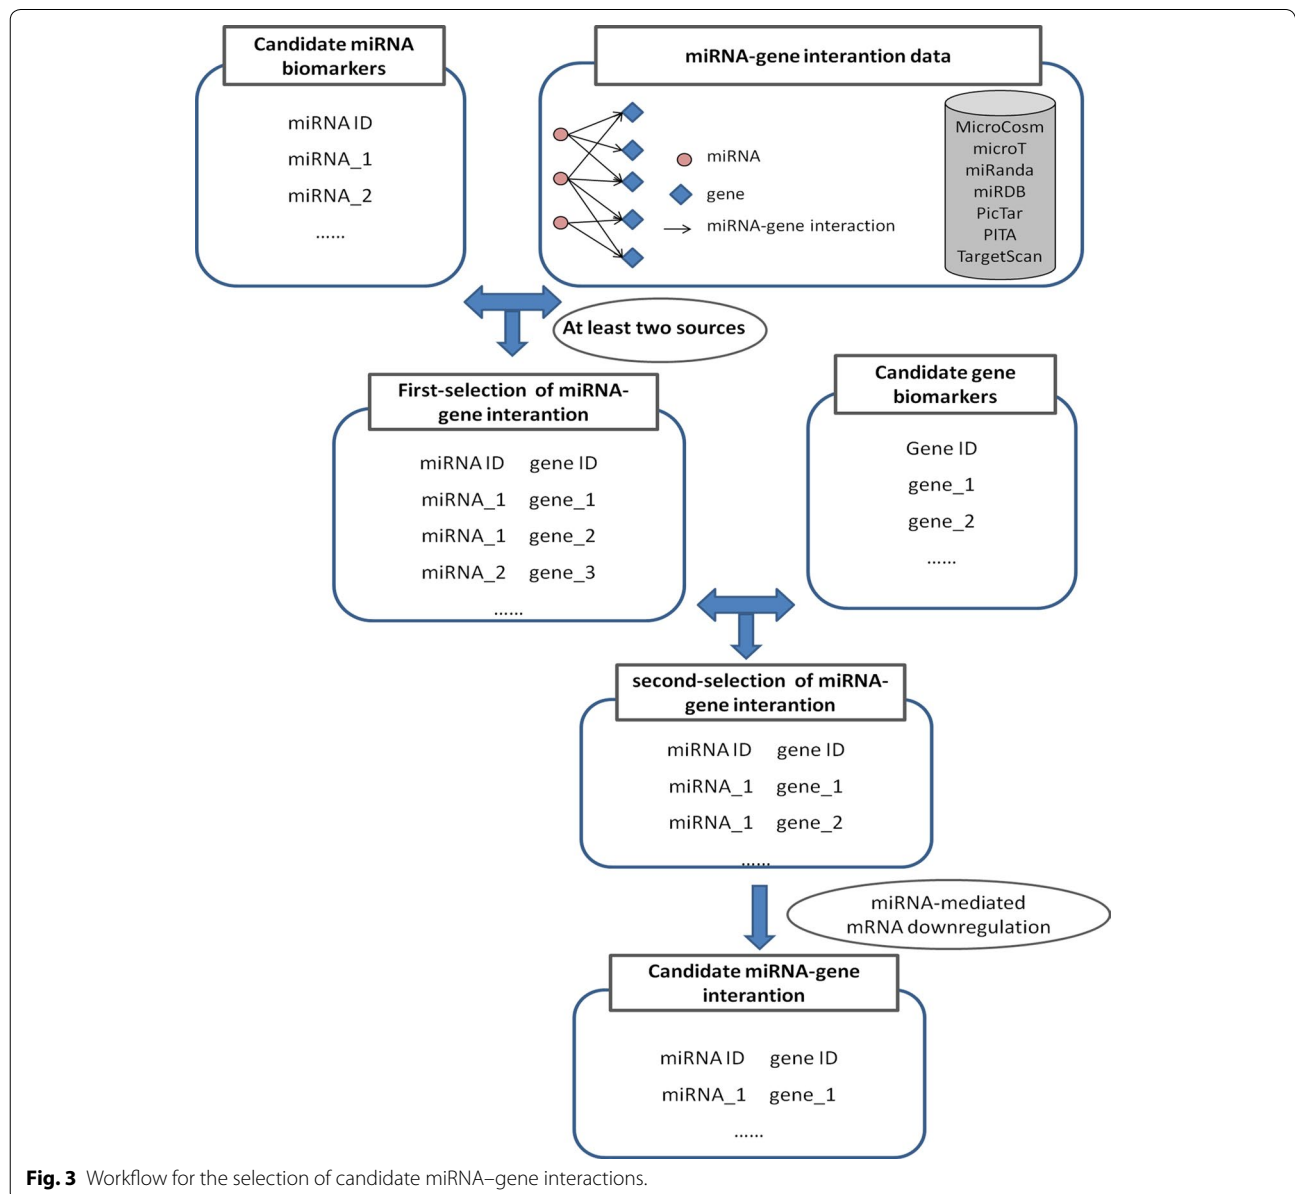 Candidate miRNA
biomarkers
miRNA ID
miRNA_1
miRNA_2
......
miRNA-gene interantion data
miRNA
gene
miRNA-gene interaction
MicroCosm
microT
miRanda
miRDB
PicTar
PITA
TargetScan
At least two sources
First-selection of miRNA-
gene interantion
miRNA ID gene ID
miRNA_1 gene_1
miRNA_1 gene_2
miRNA_2 gene_3
......
Candidate gene
biomarkers
Gene ID
gene_1
gene_2
......
second-selection of miRNA-
gene interantion
miRNA ID gene ID
miRNA_1 gene_1
miRNA_1 gene_2
......
miRNA-mediated
mRNA downregulation
Candidate miRNA-gene
interantion
miRNA ID gene ID
miRNA_1 gene_1
......
Fig. 3 Workflow for the selection of candidate miRNA–gene interactions.